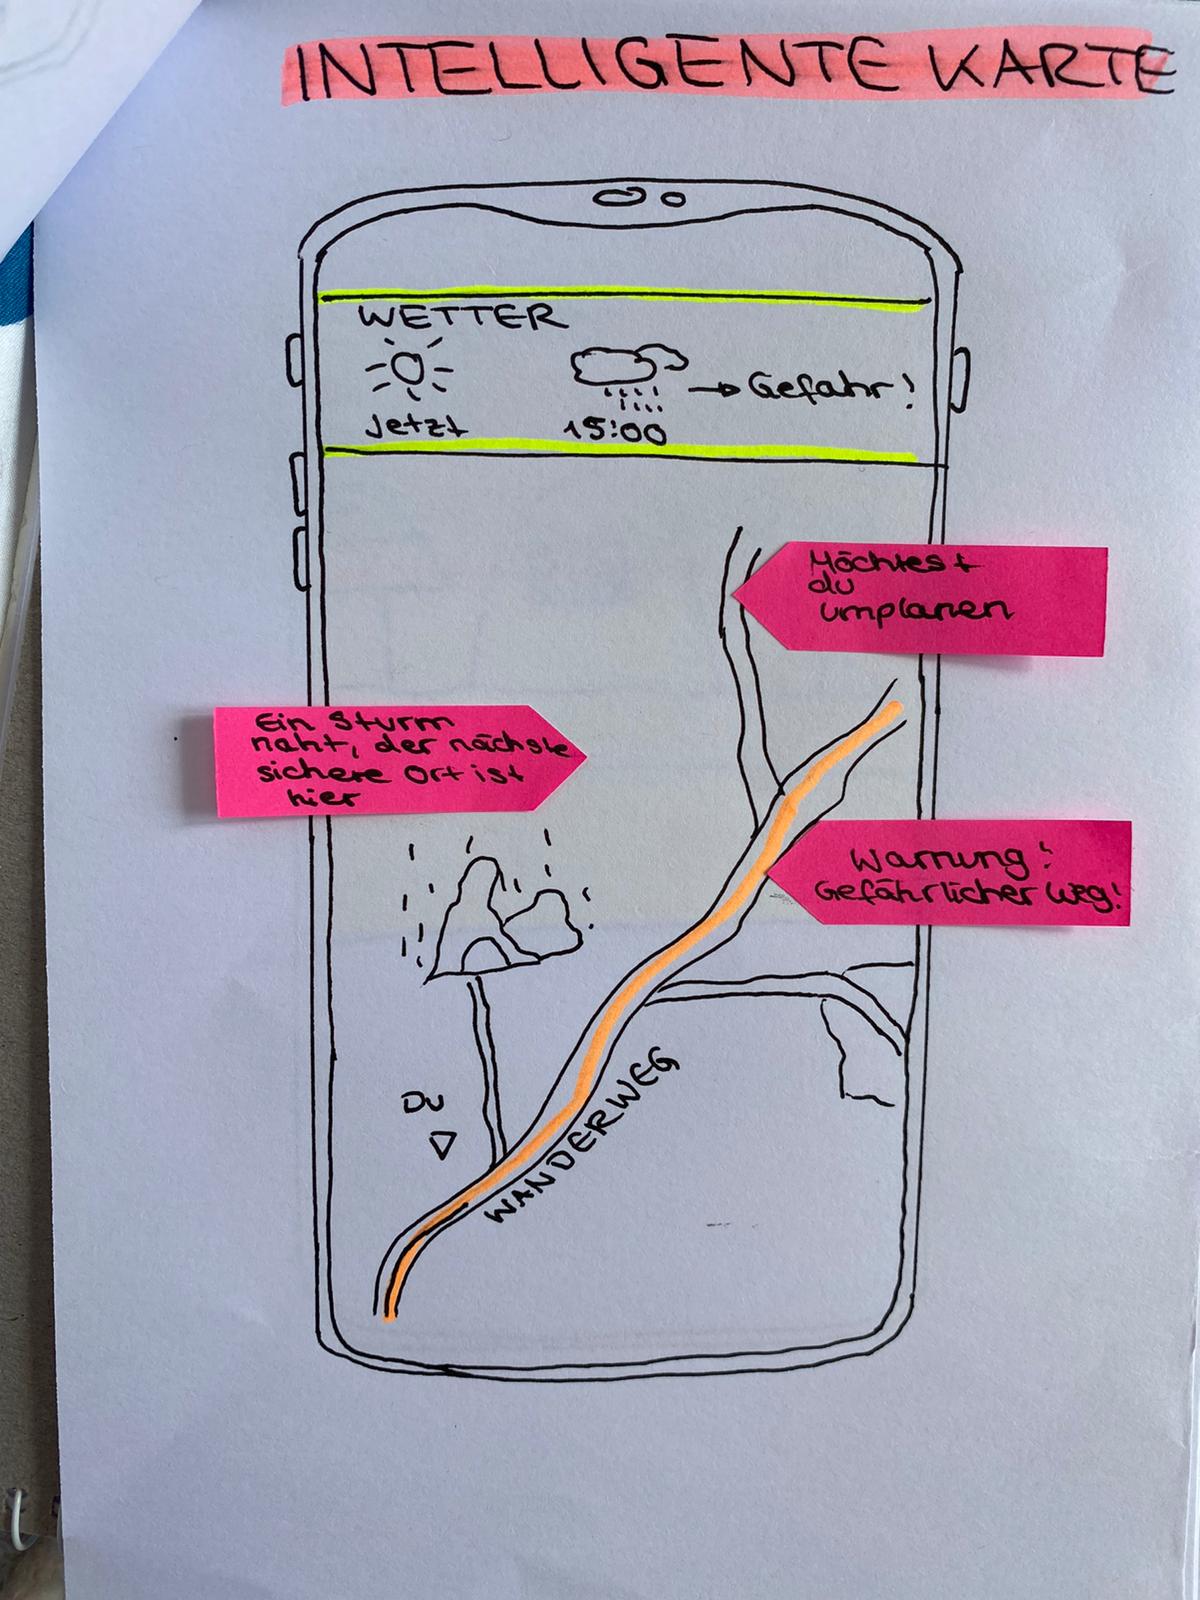 INTELLIGENTE KARTE
WETTER
→ Gefahr!
Jetzt
15:00
Möchtest
du
umplanen
Ein Sturm
naht, der nächste
sichere Ort ist
hier
Warnung!
Gefährlicher Weg!
Du
WANDERWEG